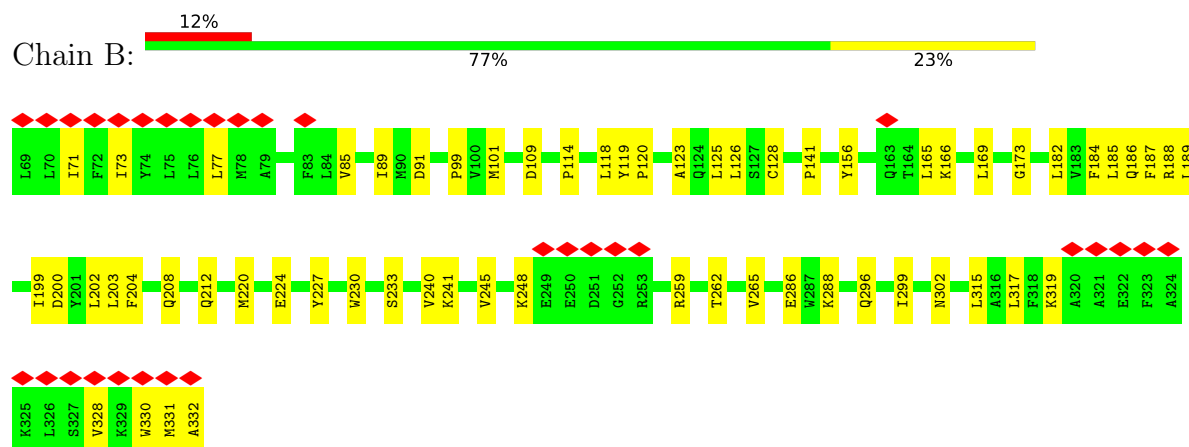 12%
Chain B:
77% 23%
L69 L70 I71 F72 I73 Y74 L75 L76 L77 M78 A79 F83 L84 V85 I89 M90 D91 P99 V100 M101 D109 P114 L118 Y119 P120 A123 Q124 L125 L126 S127 C128 P141 Y156 Q163 T164 L165 K166 L169 G173 L182 V183 F184 L185 Q186 F187 R188 L189
I199 D200 Y201 L202 L203 F204 Q208 Q212 M220 E224 Y227 W230 S233 V240 K241 V245 K248 E249 E250 D251 G252 R253 R259 T262 V265 E286 W287 K288 Q296 I299 N302 L315 A316 L317 F318 K319 A320 A321 E322 F323 A324
K325 L326 S327 V328 K329 W330 M331 A332